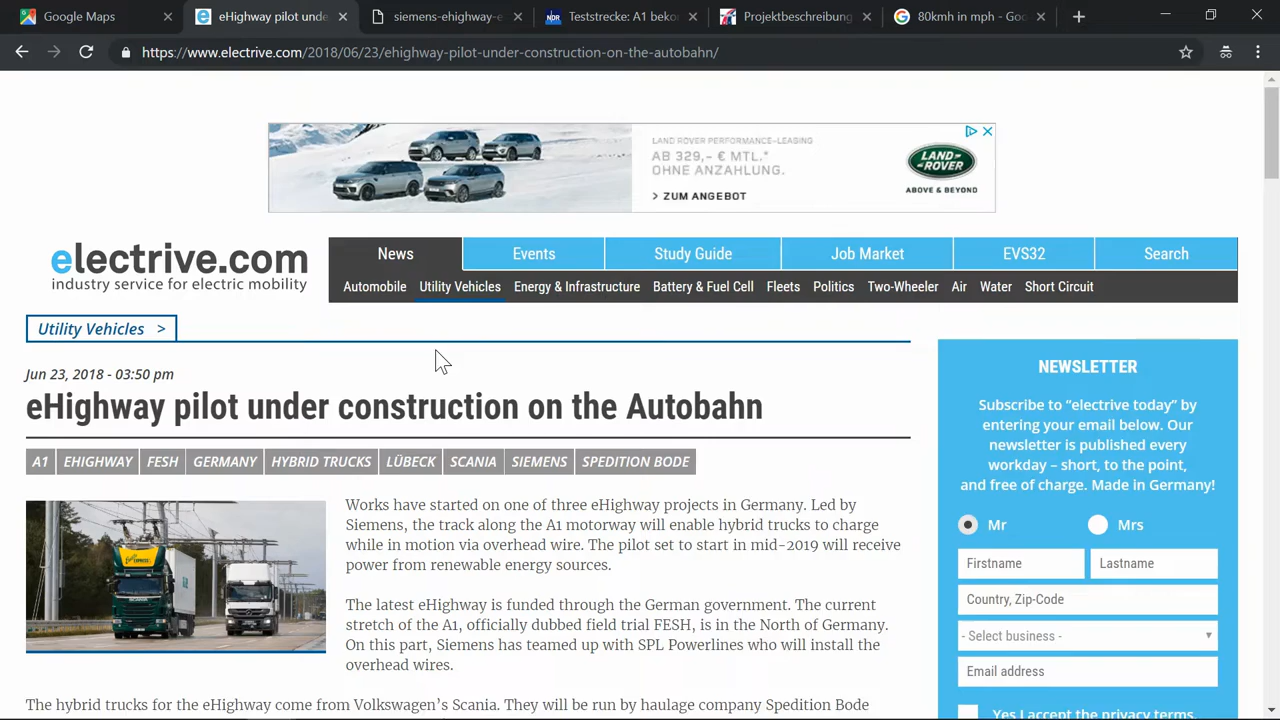 Google Maps
eHighway pilot unde
siemens-ehighway-e
Teststrecke: A1 beko
Projektbeschreibung
80kmh in mph - Goo
https://www.electrive.com/2018/06/23/ehighway-pilot-under-construction-on-the-autobahn/
LAND ROVER PERFORMANCE–LEASING
AB 329,– € MTL.*
OHNE ANZAHLUNG.
> ZUM ANGEBOT
LAND-ROVER
ABOVE & BEYOND
electrive.com
industry service for electric mobility
News Events Study Guide Job Market EVS32 Search
Automobile Utility Vehicles Energy & Infrastructure Battery & Fuel Cell Fleets Politics Two-Wheeler Air Water Short Circuit
Utility Vehicles >
Jun 23, 2018 - 03:50 pm
eHighway pilot under construction on the Autobahn
A1 EHIGHWAY FESH GERMANY HYBRID TRUCKS LÜBECK SCANIA SIEMENS SPEDITION BODE
Works have started on one of three eHighway projects in Germany. Led by
Siemens, the track along the A1 motorway will enable hybrid trucks to charge
while in motion via overhead wire. The pilot set to start in mid-2019 will receive
power from renewable energy sources.
The latest eHighway is funded through the German government. The current
stretch of the A1, officially dubbed field trial FESH, is in the North of Germany.
On this part, Siemens has teamed up with SPL Powerlines who will install the
overhead wires.
The hybrid trucks for the eHighway come from Volkswagen's Scania. They will be run by haulage company Spedition Bode
NEWSLETTER
Subscribe to “electrive today” by
entering your email below. Our
newsletter is published every
workday – short, to the point,
and free of charge. Made in Germany!
Mr Mrs
Firstname Lastname
Country, Zip-Code
- Select business -
Email address
Yes I accept the privacy terms.